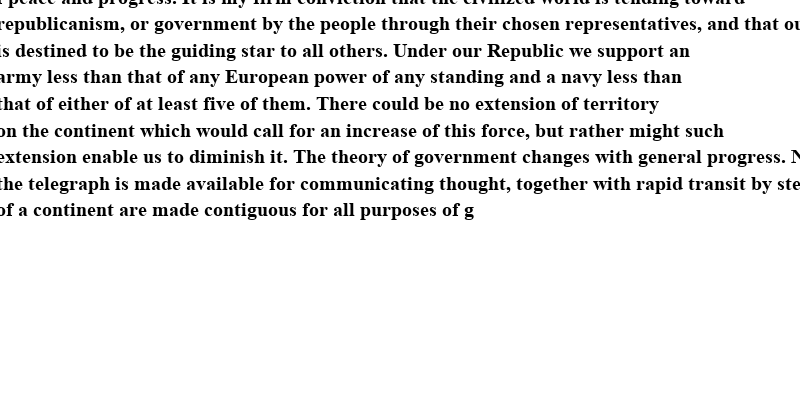 peace and progress. It is my firm conviction that the civilized world is tending toward
republicanism, or government by the people through their chosen representatives, and that
is destined to be the guiding star to all others. Under our Republic we support an
army less than that of any European power of any standing and a navy less than
that of either of at least five of them. There could be no extension of territory
on the continent which would call for an increase of this force, but rather might such
extension enable us to diminish it. The theory of government changes with general progress.
the telegraph is made available for communicating thought, together with rapid transit by
of a continent are made contiguous for all purposes of g